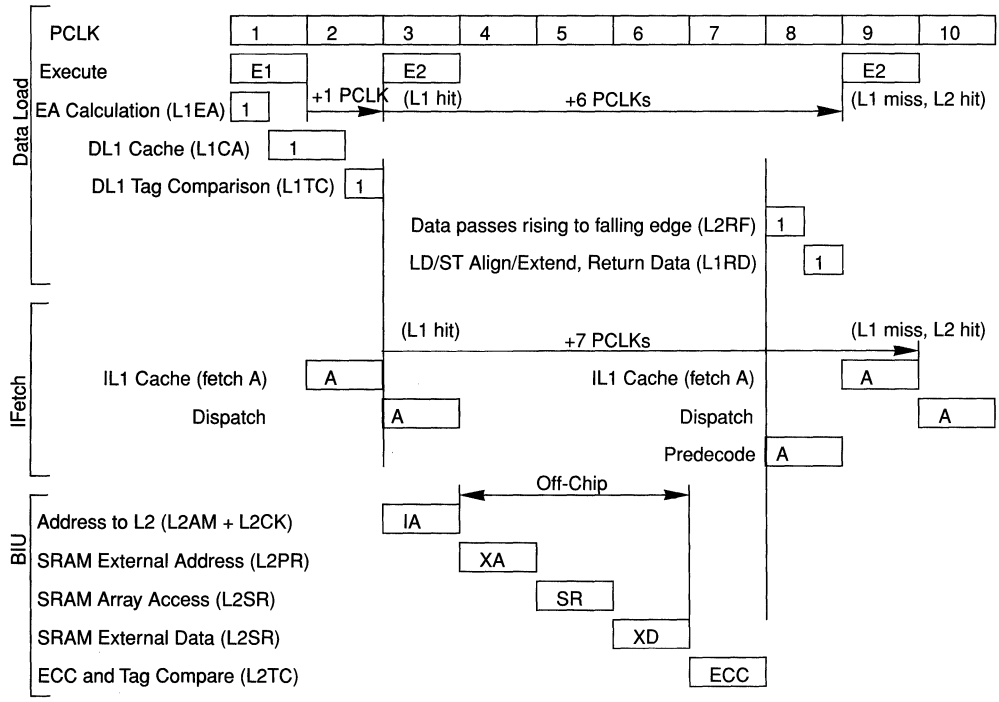 PCLK 1 2 3 4 5 6 7 8 9 10
Data Load
Execute E1 E2 E2
+1 PCLK (L1 hit) +6 PCLKs (L1 miss, L2 hit)
EA Calculation (L1EA) 1
DL1 Cache (L1CA) 1
DL1 Tag Comparison (L1TC) 1
Data passes rising to falling edge (L2RF) 1
LD/ST Align/Extend, Return Data (L1RD) 1
IFetch
(L1 hit) +7 PCLKs (L1 miss, L2 hit)
IL1 Cache (fetch A) A IL1 Cache (fetch A) A
Dispatch A Dispatch A
Predecode A
BIU
Off-Chip
Address to L2 (L2AM + L2CK) IA
SRAM External Address (L2PR) XA
SRAM Array Access (L2SR) SR
SRAM External Data (L2SR) XD
ECC and Tag Compare (L2TC) ECC